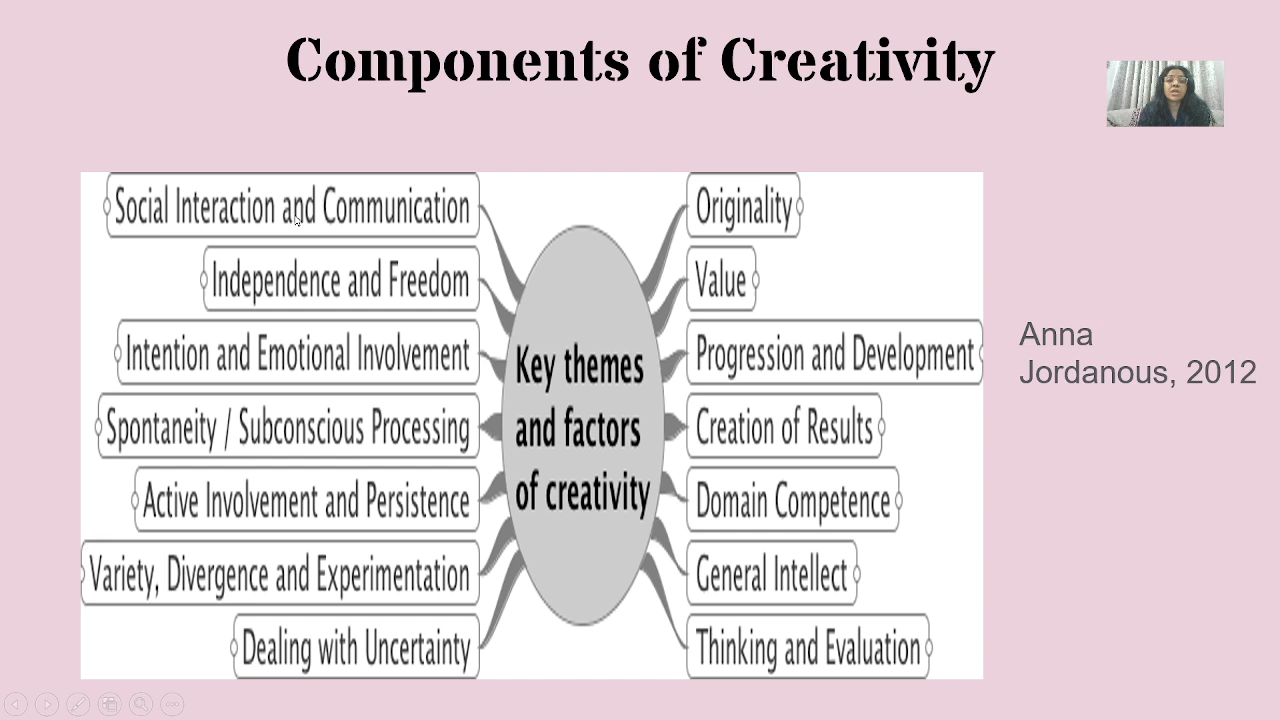 Components of Creativity
Social Interaction and Communication
Independence and Freedom
Intention and Emotional Involvement
Spontaneity / Subconscious Processing
Active Involvement and Persistence
Variety, Divergence and Experimentation
Dealing with Uncertainty
Key themes
and factors
of creativity
Originality
Value
Progression and Development
Creation of Results
Domain Competence
General Intellect
Thinking and Evaluation
Anna
Jordanous, 2012